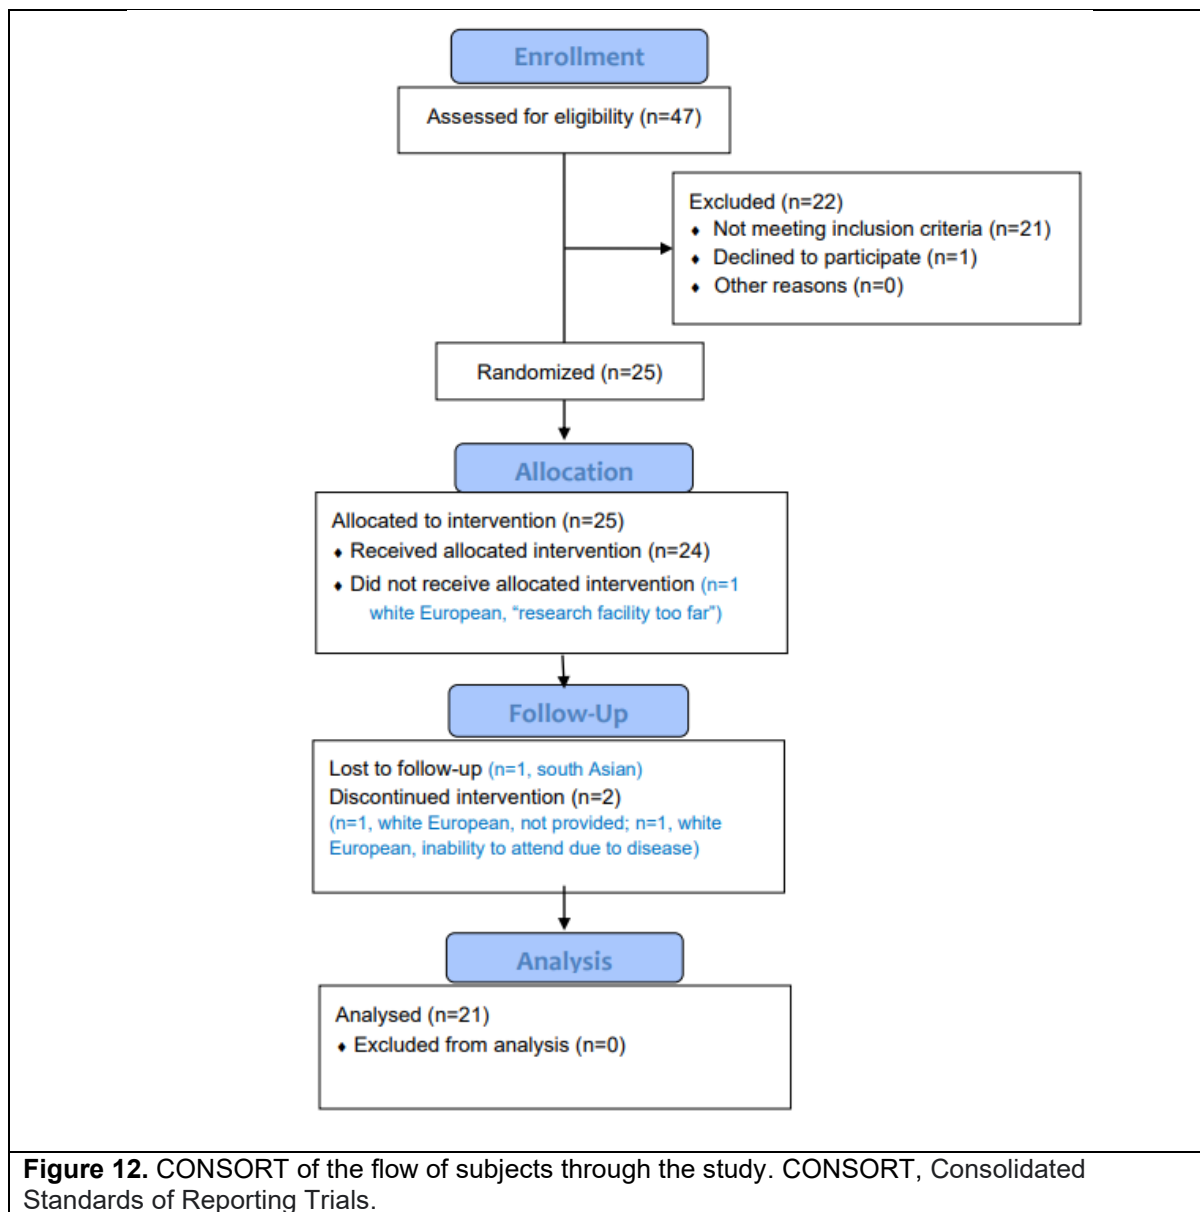 Enrollment
Assessed for eligibility (n=47)
Excluded (n=22)
♦ Not meeting inclusion criteria (n=21)
♦ Declined to participate (n=1)
♦ Other reasons (n=0)
Randomized (n=25)
Allocation
Allocated to intervention (n=25)
♦ Received allocated intervention (n=24)
♦ Did not receive allocated intervention (n=1
white European, “research facility too far”)
Follow-Up
Lost to follow-up (n=1, south Asian)
Discontinued intervention (n=2)
(n=1, white European, not provided; n=1, white
European, inability to attend due to disease)
Analysis
Analysed (n=21)
♦ Excluded from analysis (n=0)
Figure 12. CONSORT of the flow of subjects through the study. CONSORT, Consolidated
Standards of Reporting Trials.